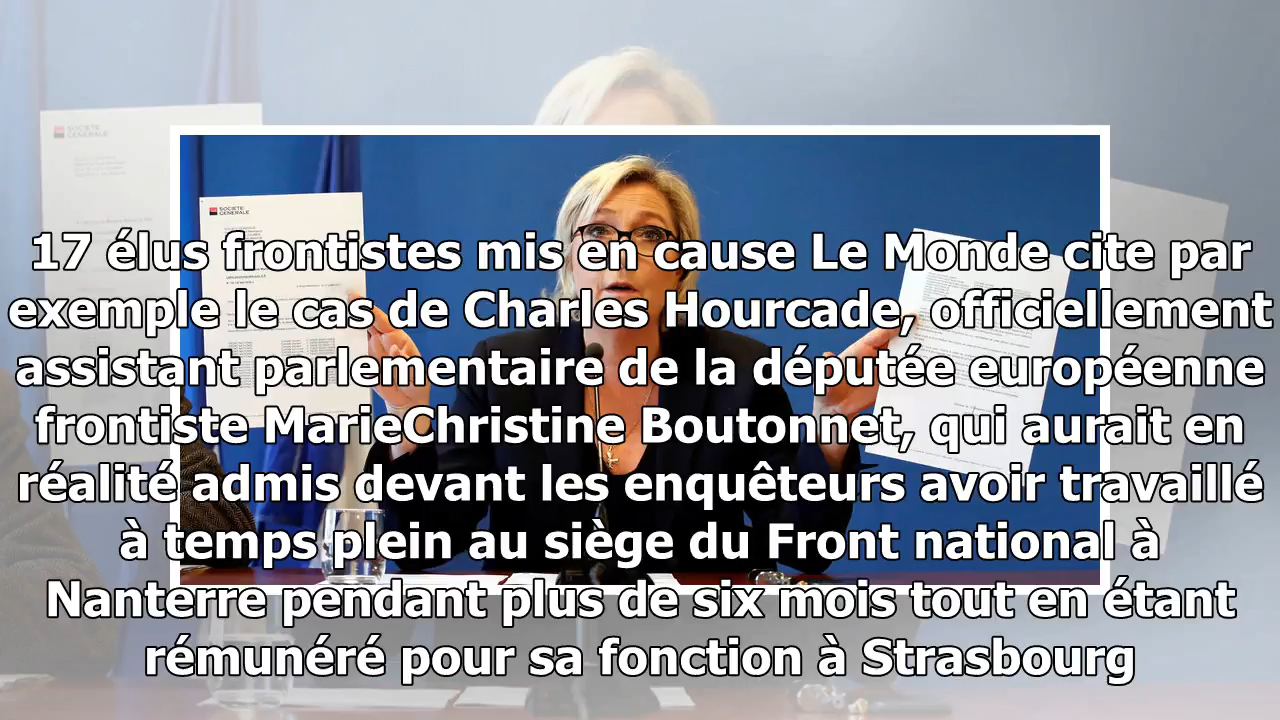 SOCIETE
GENERALE
17 élus frontistes mis en cause Le Monde cite par
exemple le cas de Charles Hourcade, officiellement
assistant parlementaire de la députée européenne
frontiste MarieChristine Boutonnet, qui aurait en
réalité admis devant les enquêteurs avoir travaillé
à temps plein au siège du Front national à
Nanterre pendant plus de six mois tout en étant
rémunéré pour sa fonction à Strasbourg